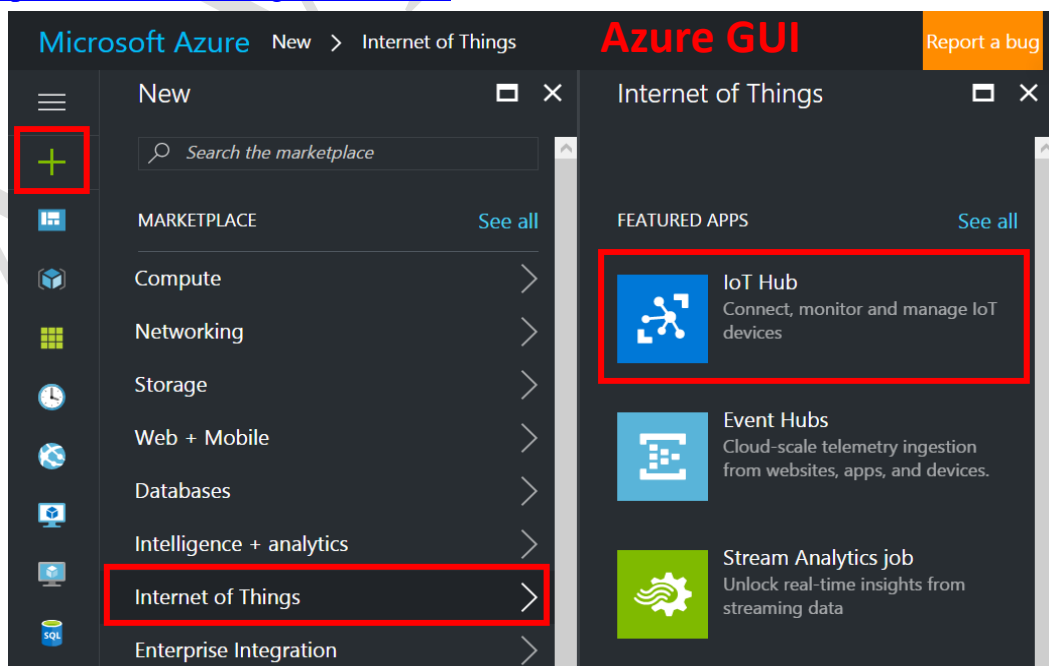 Microsoft Azure New > Internet of Things Azure GUI Report a bug
New
Search the marketplace
MARKETPLACE See all
Compute
Networking
Storage
Web + Mobile
Databases
Intelligence + analytics
Internet of Things
Enterprise Integration
SQL
Internet of Things
FEATURED APPS See all
IoT Hub
Connect, monitor and manage IoT
devices
Event Hubs
Cloud-scale telemetry ingestion
from websites, apps, and devices.
Stream Analytics job
Unlock real-time insights from
streaming data